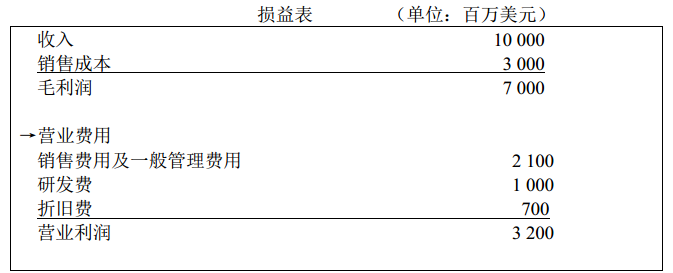 损益表 （单位：百万美元）
收入 10 000
销售成本 3 000
毛利润 7 000
→营业费用
销售费用及一般管理费用 2 100
研发费 1 000
折旧费 700
营业利润 3 200